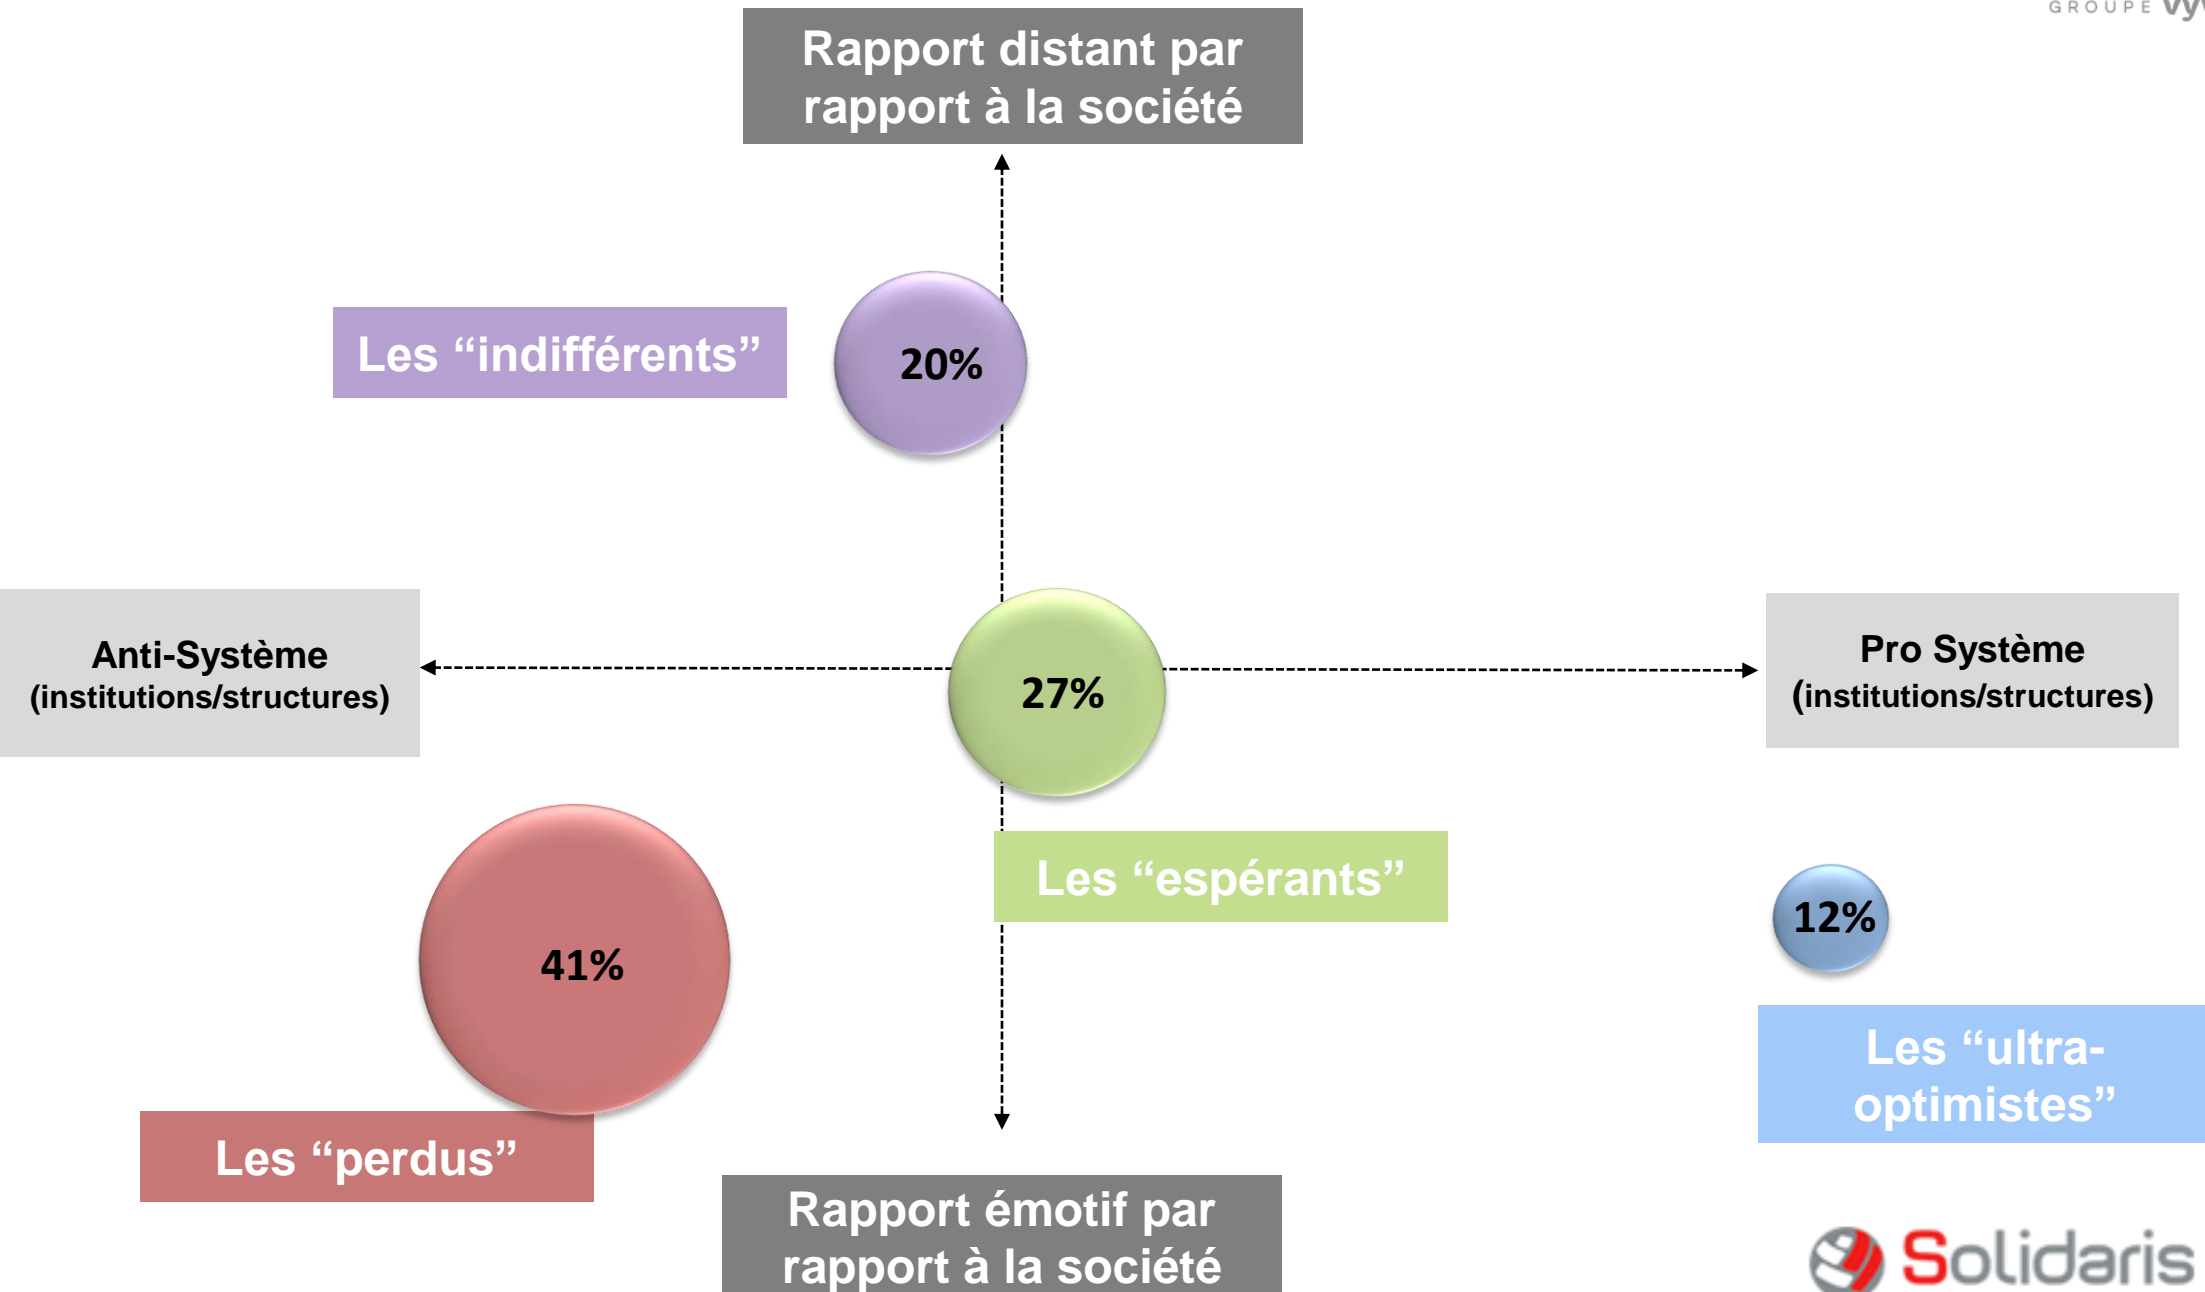 GROUPE
Rapport distant par
rapport à la société
Les “indifférents”
20%
Anti-Système
(institutions/structures)
27%
Pro Système
(institutions/structures)
Les “espérants”
12%
41%
Les “ultra-
optimistes”
Les “perdus”
Rapport émotif par
rapport à la société
Solidaris